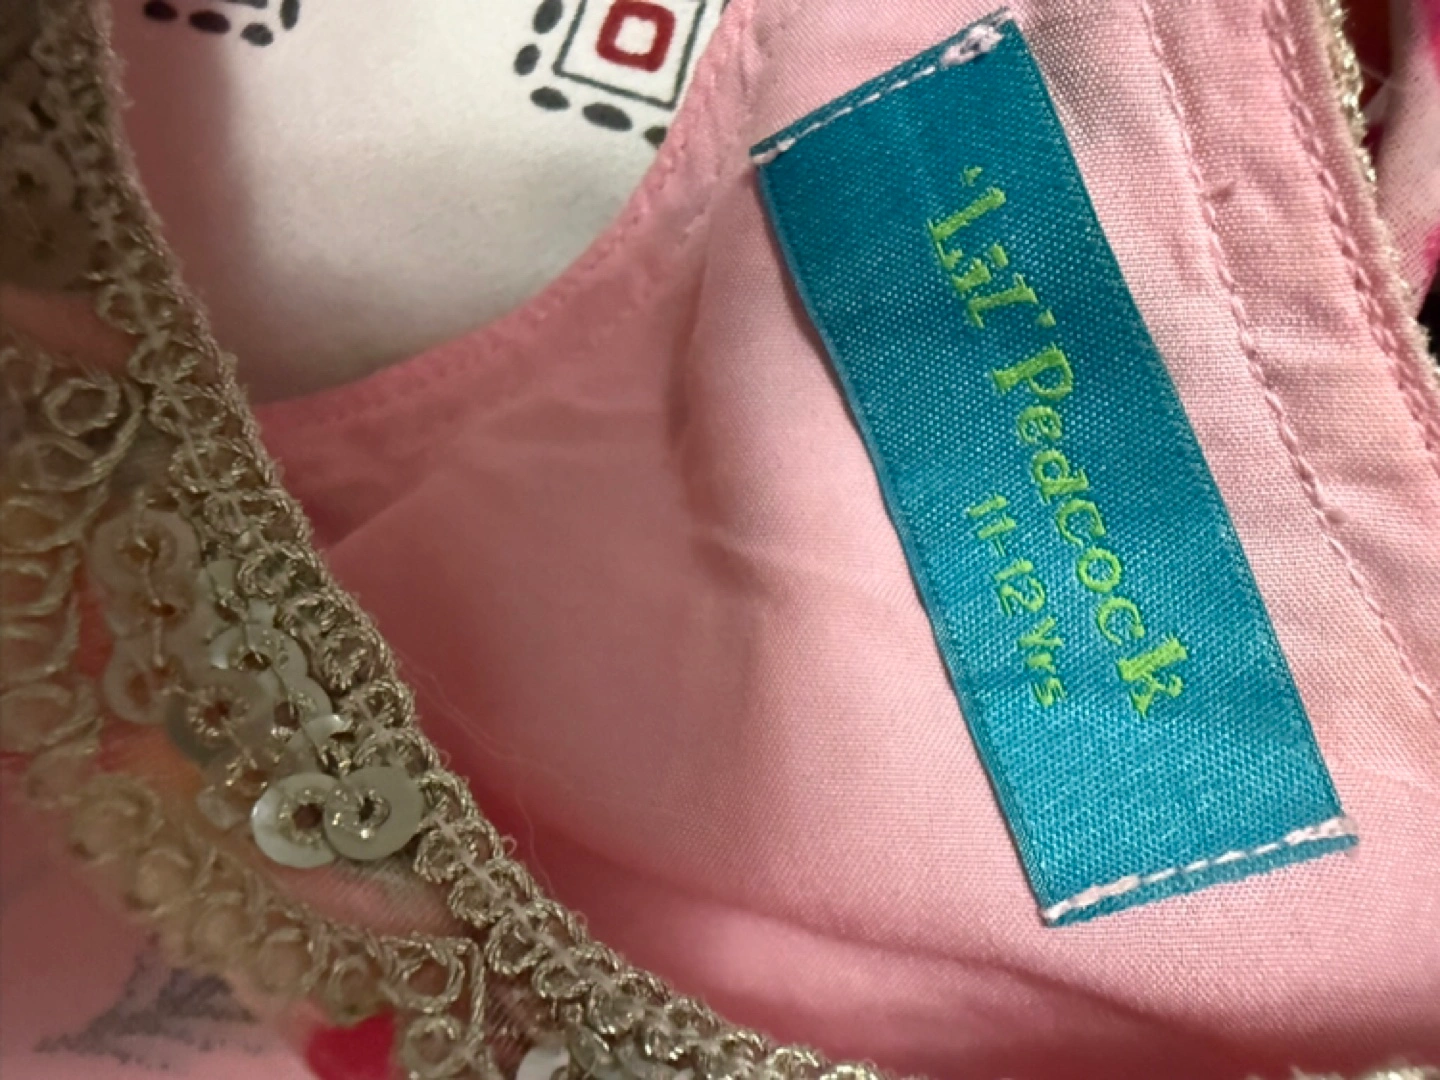 'Lil' Peacock
11-12 Yrs